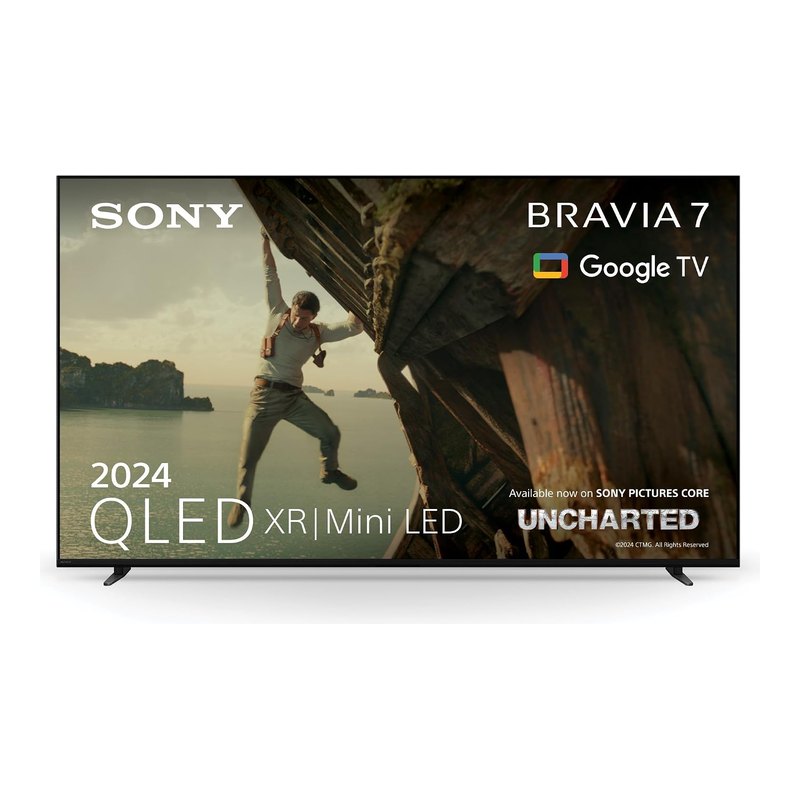 SONY
BRAVIA 7
Google TV
2024
QLED XR | Mini LED
Available now on SONY PICTURES CORE
UNCHARTED
©2024 CTMG. All Rights Reserved